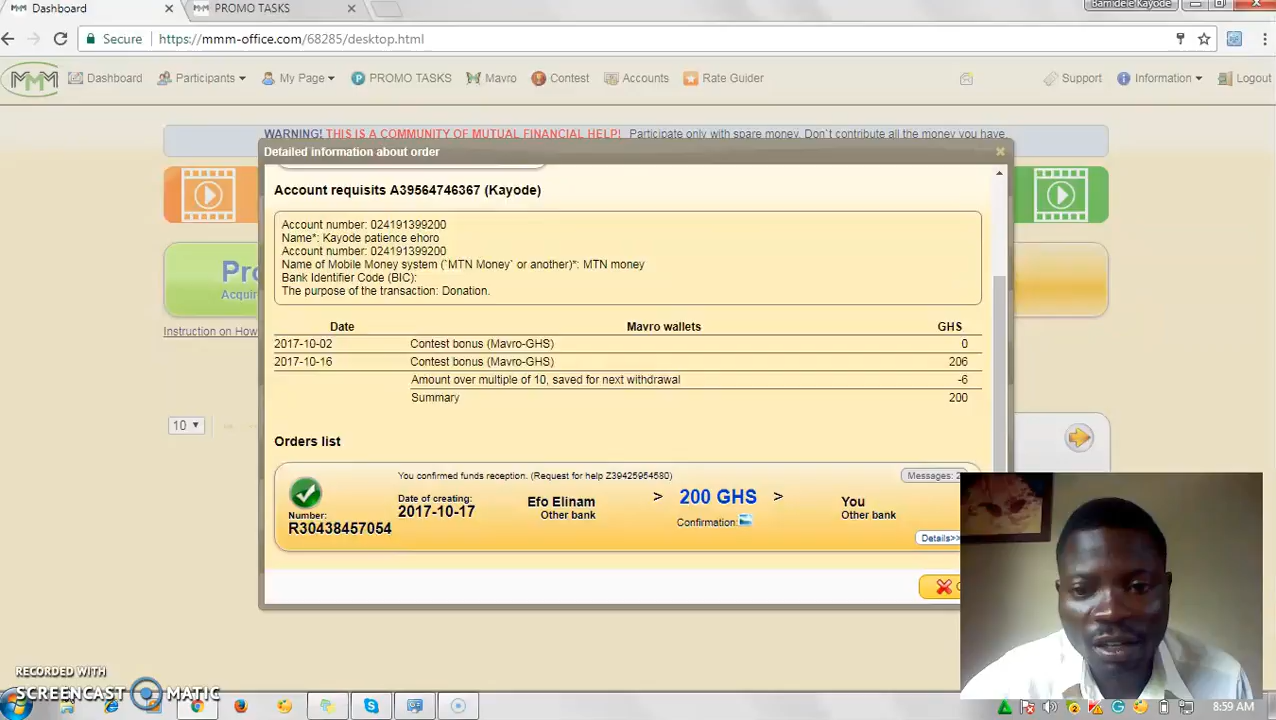 Dashboard
PROMO TASKS
Bamidele Kayode
Secure
https://mmm-office.com/68285/desktop.html
MMM
Dashboard
Participants
My Page
PROMO TASKS
Mavro
Contest
Accounts
Rate Guider
Support
Information
Logout
WARNING! THIS IS A COMMUNITY OF MUTUAL FINANCIAL HELP! Participate only with spare money. Don`t contribute all the money you have.
Detailed information about order
Account requisits A39564746367 (Kayode)
Account number: 024191399200
Name*: Kayode patience ehoro
Account number: 024191399200
Name of Mobile Money system (`MTN Money` or another)*: MTN money
Bank Identifier Code (BIC):
The purpose of the transaction: Donation.
Pro
Acqui
Instruction on How
Date Mavro wallets GHS
2017-10-02 Contest bonus (Mavro-GHS) 0
2017-10-16 Contest bonus (Mavro-GHS) 206
Amount over multiple of 10, saved for next withdrawal -6
Summary 200
10
Orders list
You confirmed funds reception. (Request for help Z39425954580)
Messages: 2
Date of creating:
2017-10-17
Number:
R30438457054
Efo Elinam
Other bank
> 200 GHS >
Confirmation:
You
Other bank
Details>>
RECORDED WITH
SCREENCAST MATIC
8:59 AM